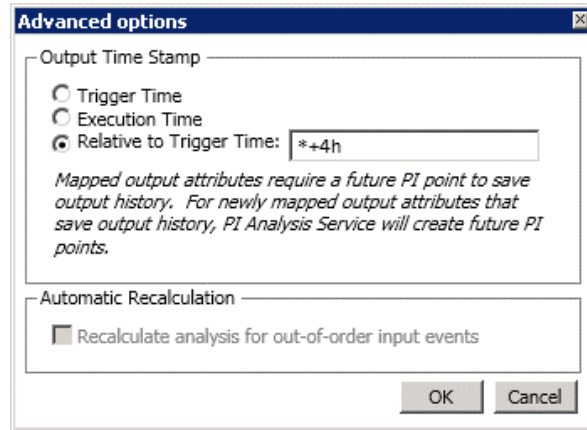 Advanced options
Output Time Stamp
Trigger Time
Execution Time
Relative to Trigger Time: *+4h
Mapped output attributes require a future PI point to save
output history. For newly mapped output attributes that
save output history, PI Analysis Service will create future PI
points.
Automatic Recalculation
Recalculate analysis for out-of-order input events
OK Cancel